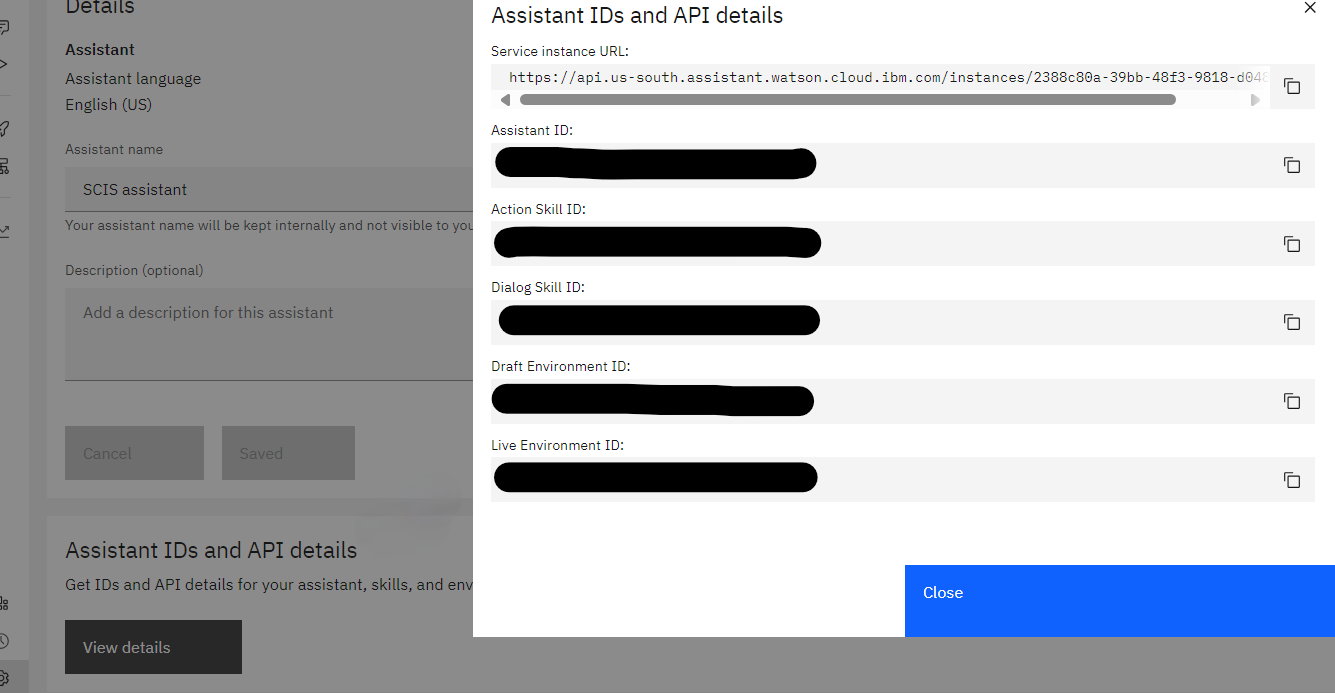 Details
Assistant
Assistant language
English (US)
Assistant name
SCIS assistant
Your assistant name will be kept internally and not visible to you
Description (optional)
Add a description for this assistant
Cancel
Saved
Assistant IDs and API details
Get IDs and API details for your assistant, skills, and env
View details
Assistant IDs and API details
Service instance URL:
https://api.us-south.assistant.watson.cloud.ibm.com/instances/2388c80a-39bb-48f3-9818-d048
Assistant ID:
Action Skill ID:
Dialog Skill ID:
Draft Environment ID:
Live Environment ID:
Close